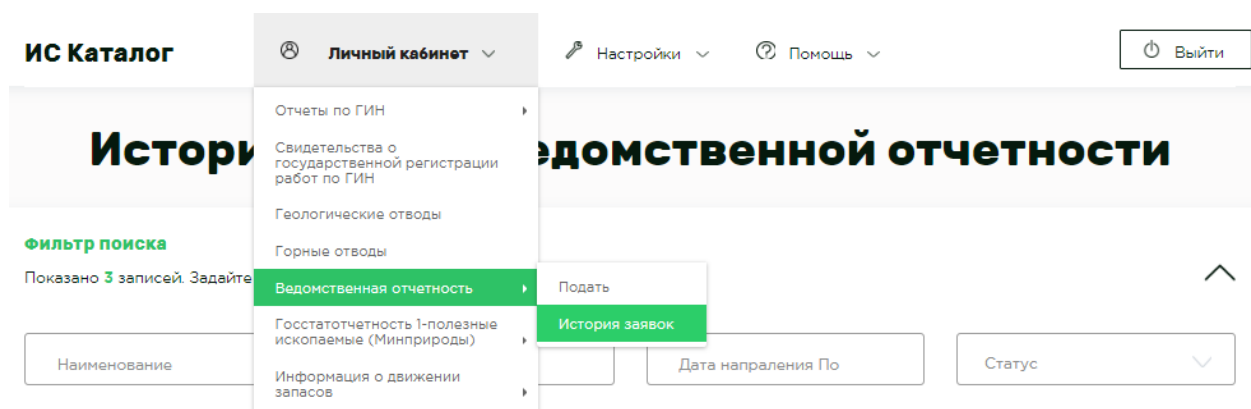 ИС Каталог
Личный кабинет
Настройки
Помощь
Выйти
Истори
едомственной отчетности
Отчеты по ГИН
Свидетельства о
государственной регистрации
работ по ГИН
Геологические отводы
Горные отводы
Ведомственная отчетность
Госстатотчетность 1-полезные
ископаемые (Минприроды)
Информация о движении
запасов
Подать
История заявок
Фильтр поиска
Показано 3 записей. Задайте
Наименование
Дата напраления По
Статус